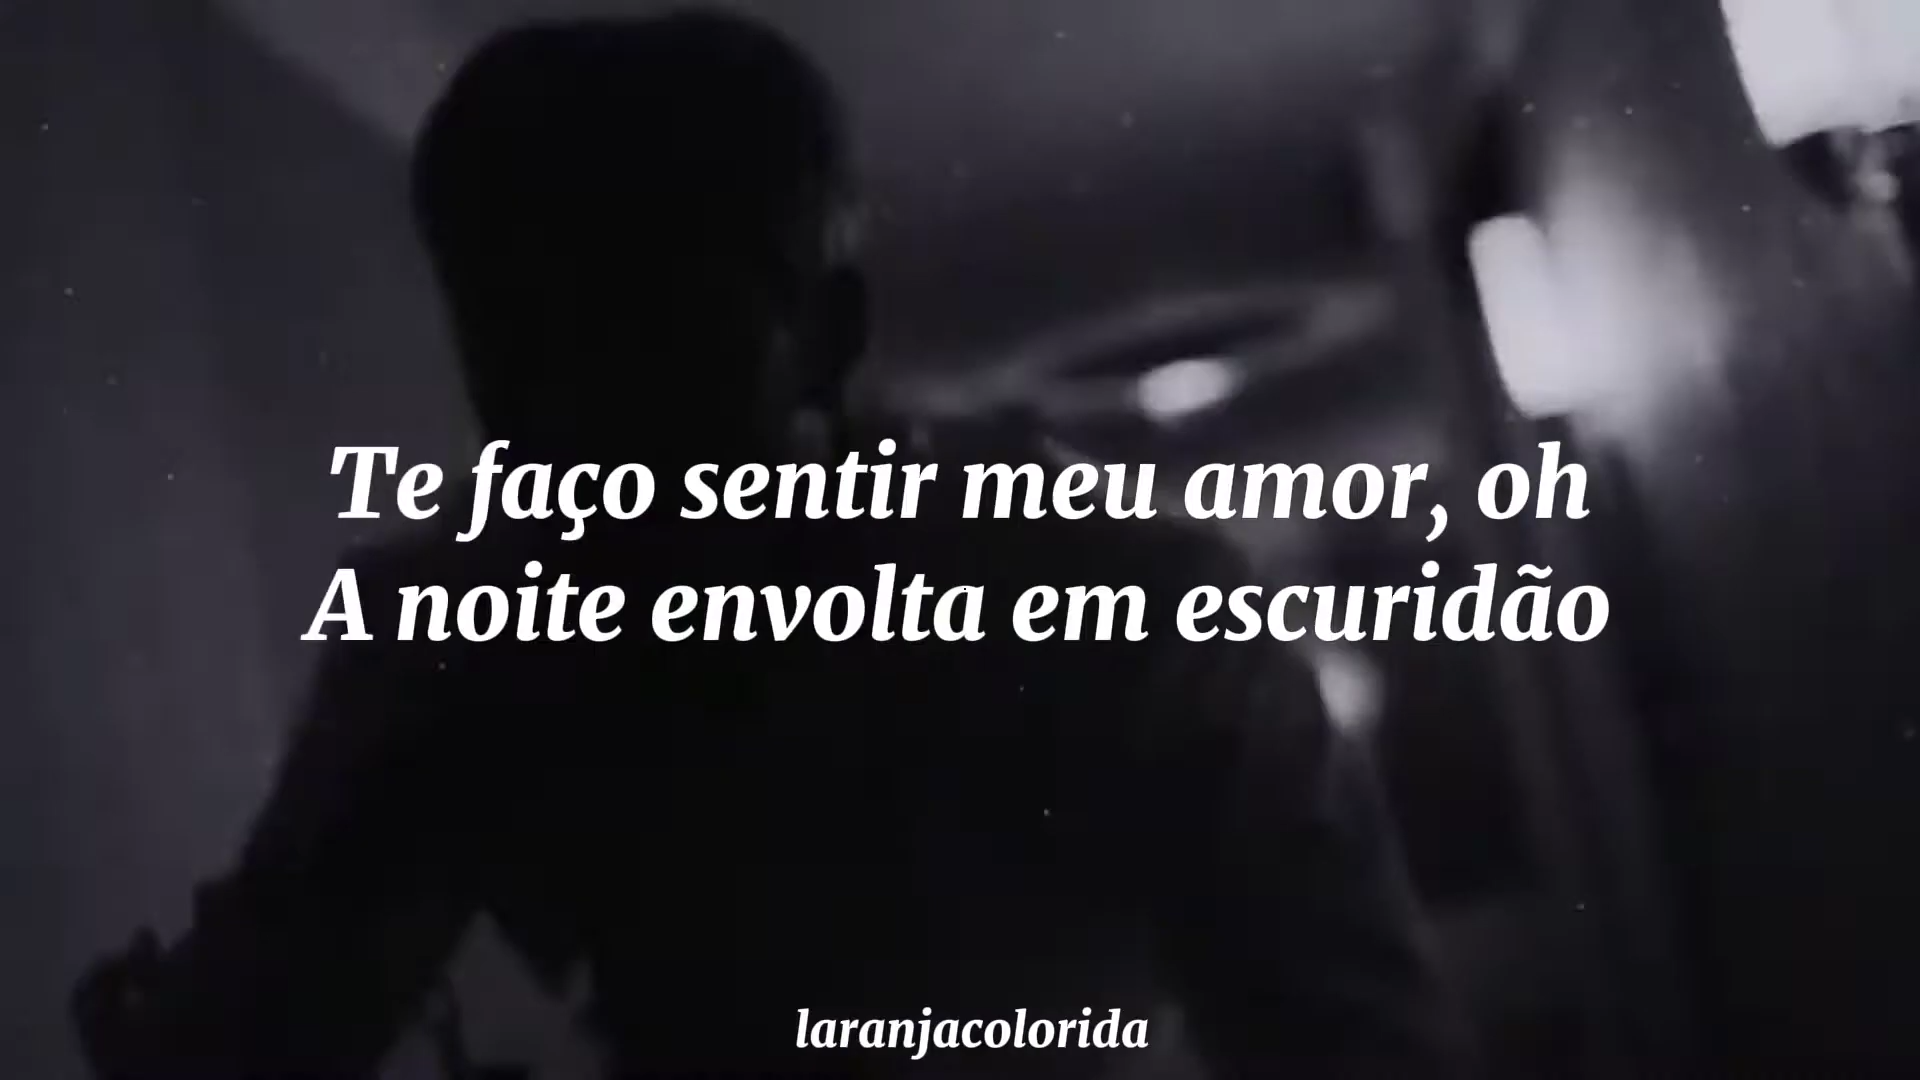 Te faço sentir meu amor, oh
A noite envolta em escuridão
laranjacolorida